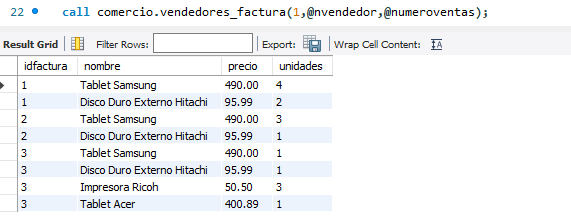 22 call comercio.vendedores_factura(1,@nvendedor,@numeroventas);
Result Grid Filter Rows: Export: Wrap Cell Content:
idfactura nombre precio unidades
1 Tablet Samsung 490.00 4
1 Disco Duro Externo Hitachi 95.99 2
2 Tablet Samsung 490.00 3
2 Disco Duro Externo Hitachi 95.99 1
3 Tablet Samsung 490.00 1
3 Disco Duro Externo Hitachi 95.99 1
3 Impresora Ricoh 50.50 3
3 Tablet Acer 400.89 1